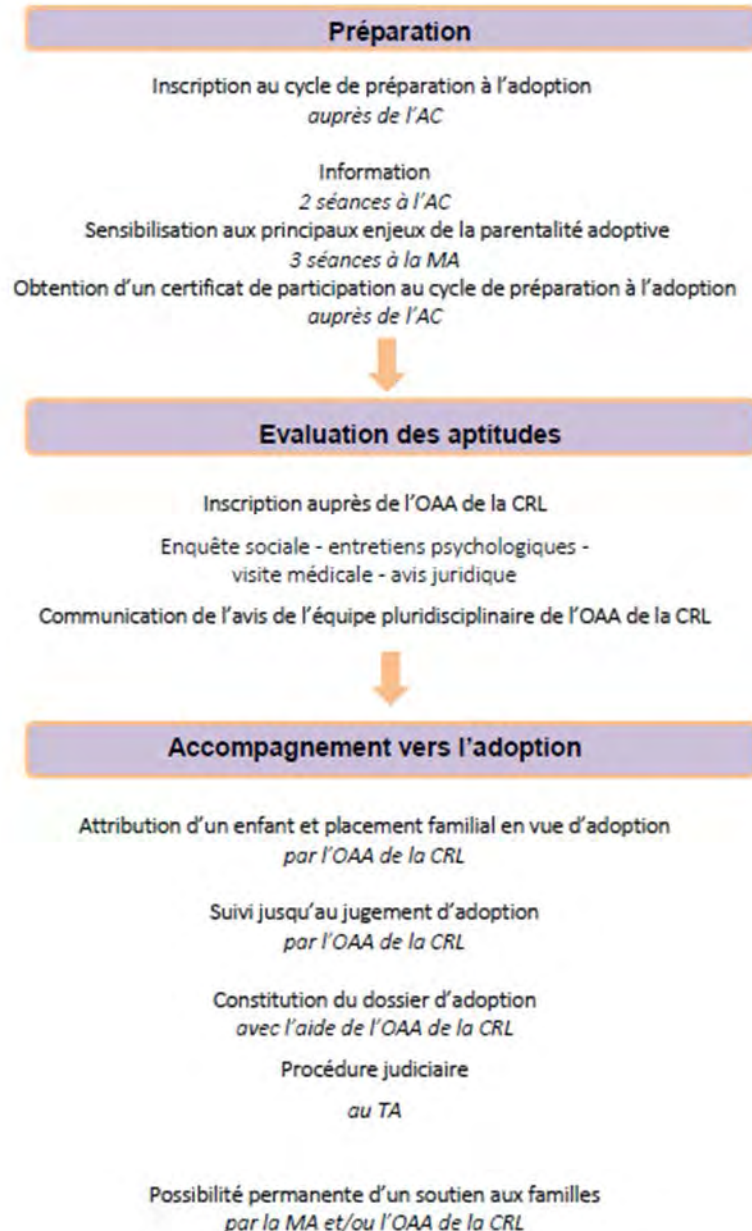 Préparation
Inscription au cycle de préparation à l'adoption
auprès de l'AC
Information
2 séances à l'AC
Sensibilisation aux principaux enjeux de la parentalité adoptive
3 séances à la MA
Obtention d'un certificat de participation au cycle de préparation à l'adoption
auprès de l'AC
Evaluation des aptitudes
Inscription auprès de l'OAA de la CRL
Enquête sociale - entretiens psychologiques -
visite médicale - avis juridique
Communication de l'avis de l'équipe pluridisciplinaire de l'OAA de la CRL
Accompagnement vers l'adoption
Attribution d'un enfant et placement familial en vue d'adoption
par l'OAA de la CRL
Suivi jusqu'au jugement d'adoption
par l'OAA de la CRL
Constitution du dossier d'adoption
avec l'aide de l'OAA de la CRL
Procédure judiciaire
au TA
Possibilité permanente d'un soutien aux familles
par la MA et/ou l'OAA de la CRL